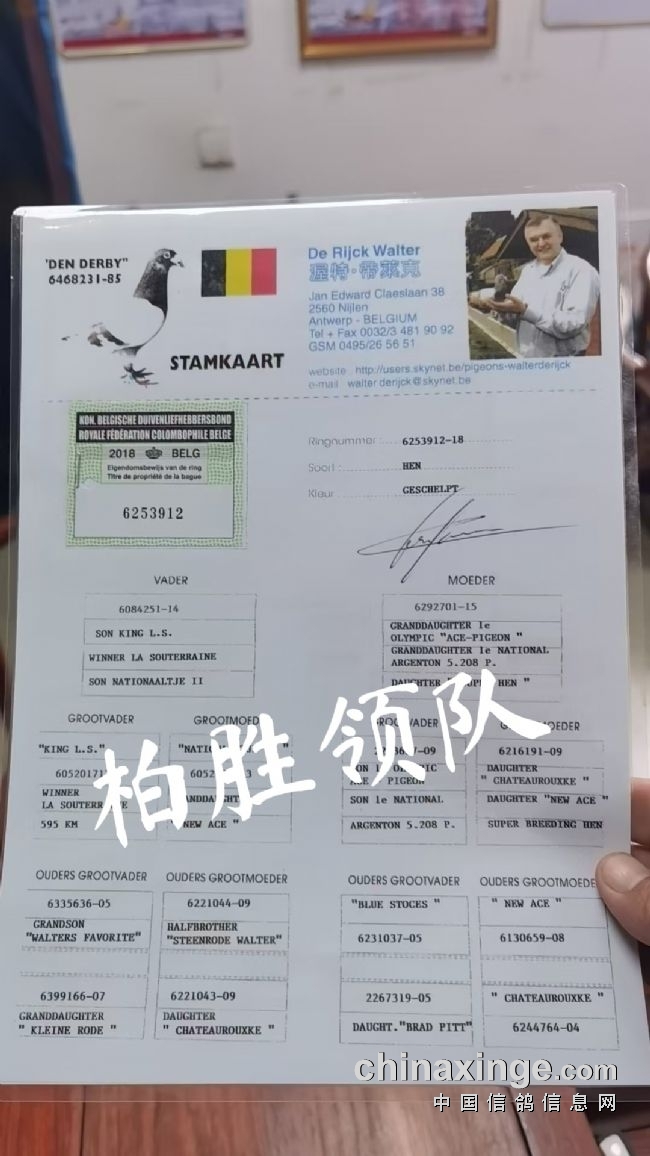 'DEN DERBY"
6468231-85
STAMKAART
De Rijck Walter
渥特·帝莱克
Jan Edward Claeslaan 38
2560 Nijlen
Antwerp - BELGIUM
Tel + Fax 0032/3 481 90 92
GSM 0495/26 56 51
website : http://users.skynet.be/pigeons-walterderijck
e-mail : walter.derijck@skynet.be
KON. BELGISCHE DUIVENLIEFHEBBERSBOND
ROYALE FÉDÉRATION COLOMBOPHILE BELGE
2018 BELG
Eigendomsbewijs van de ring
Titre de propriété de la bague
6253912
Ringnummer : 6253912-18
Soort : HEN
Kleur : GESCHELPT
VADER
6084251-14
SON KING L.S.
WINNER LA SOUTERRAINE
SON NATIONAALTJE II
MOEDER
6292701-15
GRANDDAUGHTER 1e
OLYMPIC "ACE-PIGEON "
GRANDDAUGHTER 1e NATIONAL
ARGENTON 5.208 P.
HEN "
柏胜领队
GROOTVADER
"KING L.S."
WINNER
595 KM
GROOTMOEDER
" NEW ACE "
SON 1e NATIONAL
ARGENTON 5.208 P.
GROOTMOEDER
6216191-09
DAUGHTER
" CHATEAUROUXKE "
DAUGHTER "NEW ACE "
SUPER BREEDING HEN
OUDERS GROOTVADER
6335636-05
GRANDSON
"WALTERS FAVORITE"
6399166-07
GRANDDAUGHTER
" KLEINE RODE "
OUDERS GROOTMOEDER
6221044-09
HALFBROTHER
"STEENRODE WALTER"
6221043-09
DAUGHTER
" CHATEAUROUXKE "
OUDERS GROOTVADER
"BLUE STOCES "
6231037-05
2267319-05
DAUGHT."BRAD PITT"
OUDERS GROOTMOEDER
" NEW ACE "
6130659-08
" CHATEAUROUXKE "
6244764-04
chinaxinge.com
中国信鸽信息网